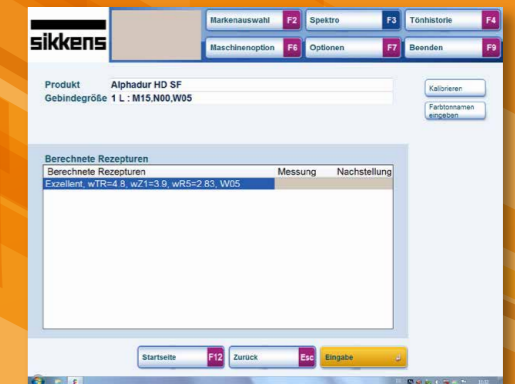 sikkens
Markenauswahl F2 Spektro F3 Tönhistorie F4
Maschinenoption F6 Optionen F7 Beenden F9
Produkt Alphadur HD SF
Gebindegröße 1 L : M15,N00,W05
Kalibrieren
Farbtonnamen
eingeben
Berechnete Rezepturen
Berechnete Rezepturen Messung Nachstellung
Exzellent, wTR=4.8, wZ1=3.9, wR5=2.83, W05
Startseite F12 Zurück Esc Eingabe